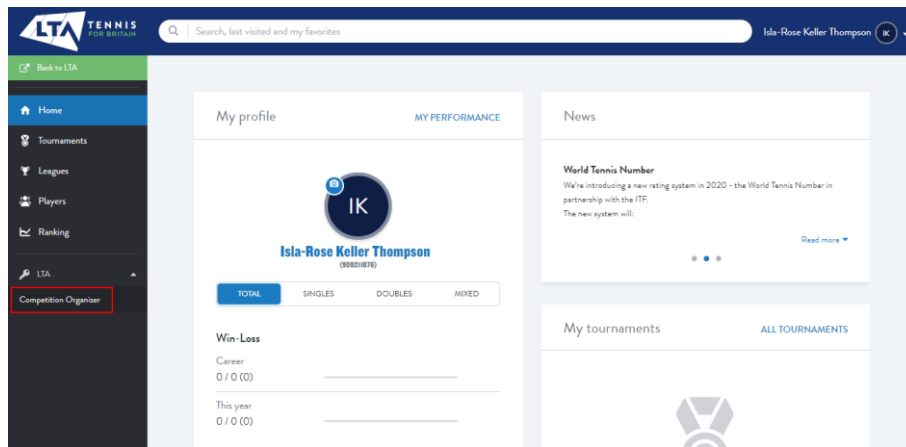 LTA TENNIS
FOR BRITAIN
Search, last visited and my favorites
Isla-Rose Keller Thompson IK
Back to LTA
Home
Tournaments
Leagues
Players
Ranking
LTA
Competition Organiser
My profile
MY PERFORMANCE
IK
Isla-Rose Keller Thompson
(909211876)
TOTAL SINGLES DOUBLES MIXED
Win-Loss
Career
0 / 0 (0)
This year
0 / 0 (0)
News
World Tennis Number
We're introducing a new rating system in 2020 - the World Tennis Number in
partnership with the ITF.
The new system will:
Read more
My tournaments
ALL TOURNAMENTS